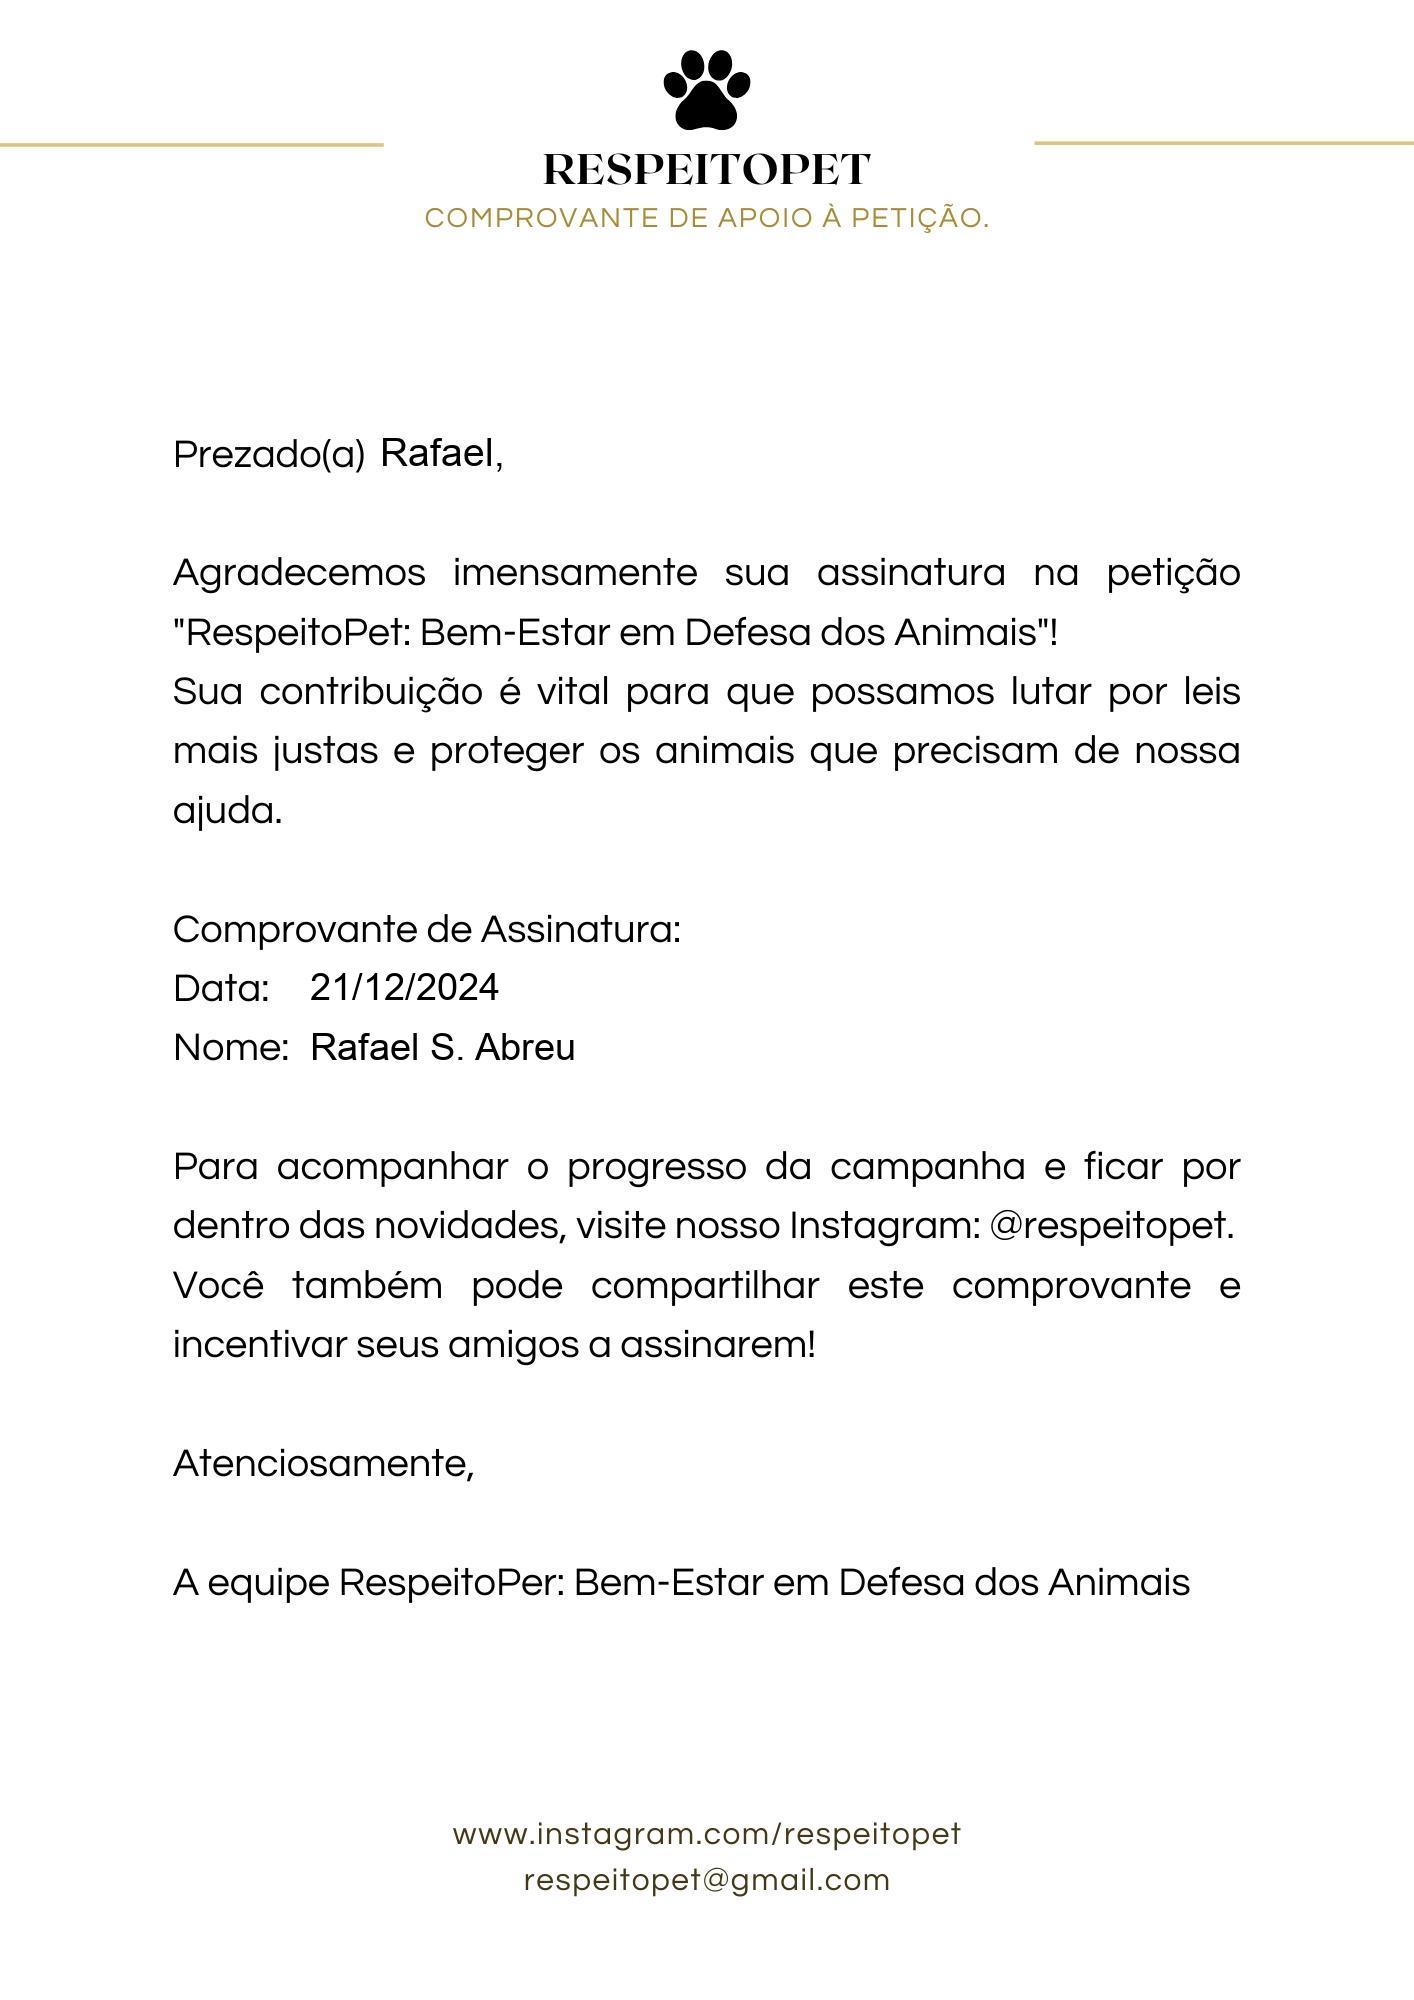 RESPEITOPET
COMPROVANTE DE APOIO À PETIÇÃO.
Prezado(a) Rafael,
Agradecemos imensamente sua assinatura na petição
"RespeitoPet: Bem-Estar em Defesa dos Animais"!
Sua contribuição é vital para que possamos lutar por leis
mais justas e proteger os animais que precisam de nossa
ajuda.
Comprovante de Assinatura:
Data: 21/12/2024
Nome: Rafael S. Abreu
Para acompanhar o progresso da campanha e ficar por
dentro das novidades, visite nosso Instagram: @respeitopet.
Você também pode compartilhar este comprovante e
incentivar seus amigos a assinarem!
Atenciosamente,
A equipe RespeitoPer: Bem-Estar em Defesa dos Animais
www.instagram.com/respeitopet
respeitopet@gmail.com